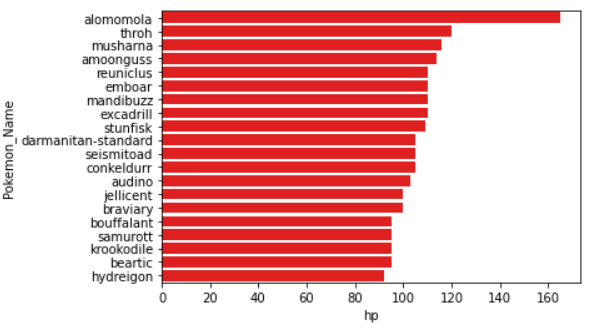 Pokemon_Name
alomomola
throh
musharna
amoonguss
reuniclus
emboar
mandibuzz
excadrill
stunfisk
darmanitan-standard
seismitoad
conkeldurr
audino
jellicent
braviary
bouffalant
samurott
krookodile
beartic
hydreigon
0 20 40 60 80 100 120 140 160
hp